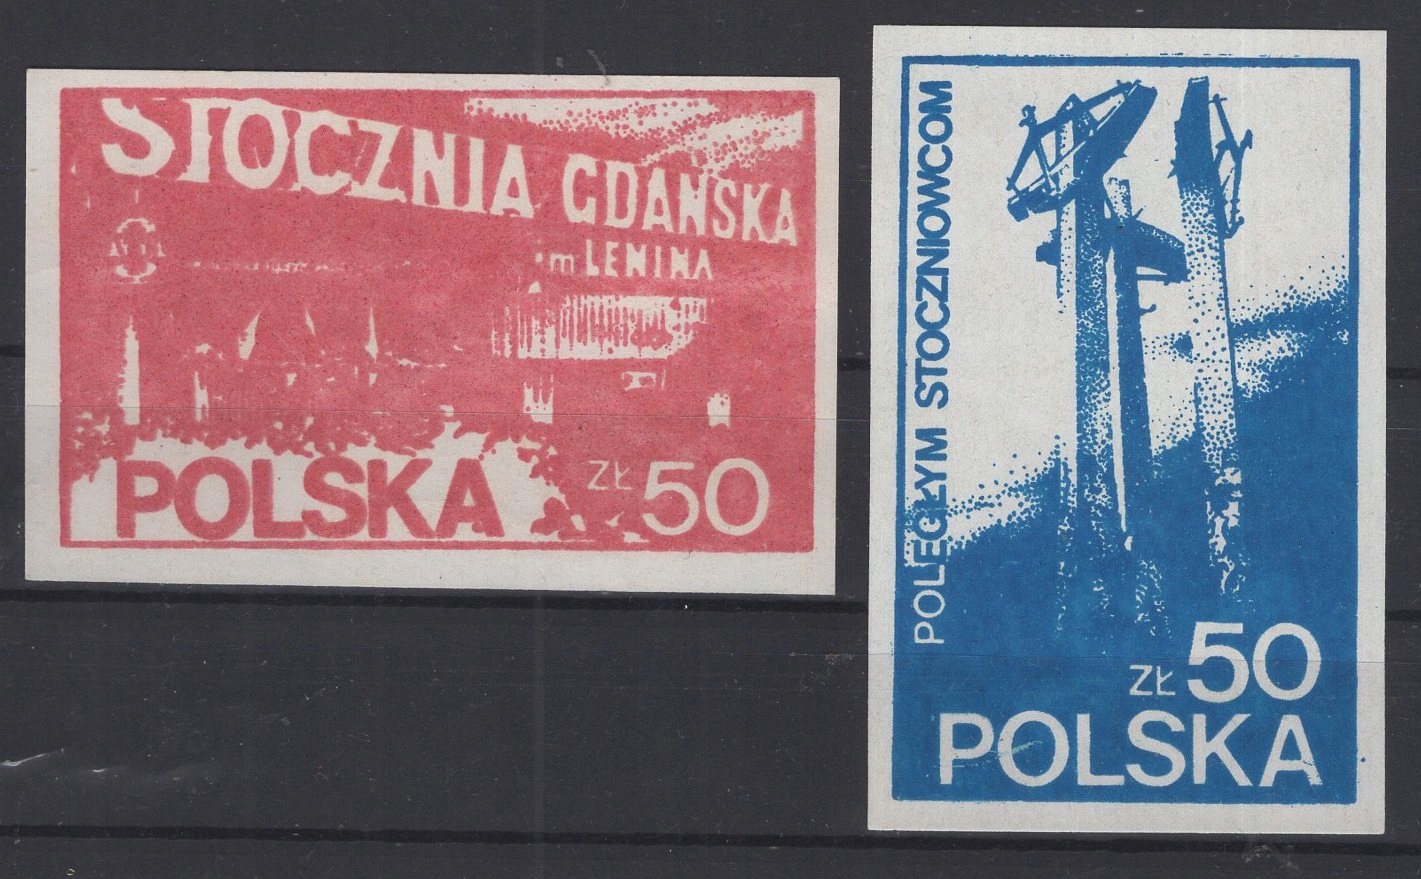 STOCZNIA GDAŃSKA
im LENINA
POLSKA
ZŁ 50
POLEGŁYM STOCZNIOWCOM
ZŁ 50
POLSKA